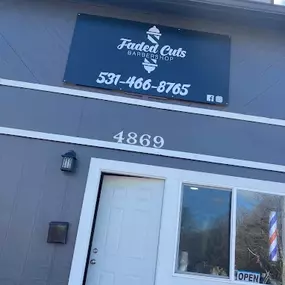 Faded Cuts
BARBERSHOP
531-466-8765
4869
OPEN